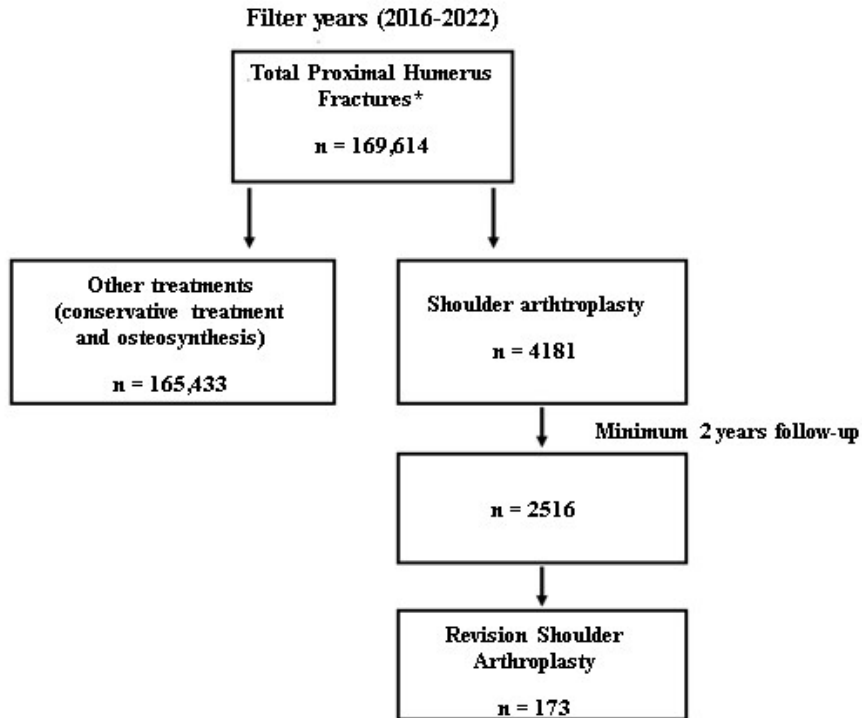 Filter years (2016-2022)
Total Proximal Humerus
Fractures*
n = 169,614
Other treatments
(conservative treatment
and osteosynthesis)
n = 165,433
Shoulder arthtroplasty
n = 4181
Minimum 2 years follow-up
n = 2516
Revision Shoulder
Arthroplasty
n = 173